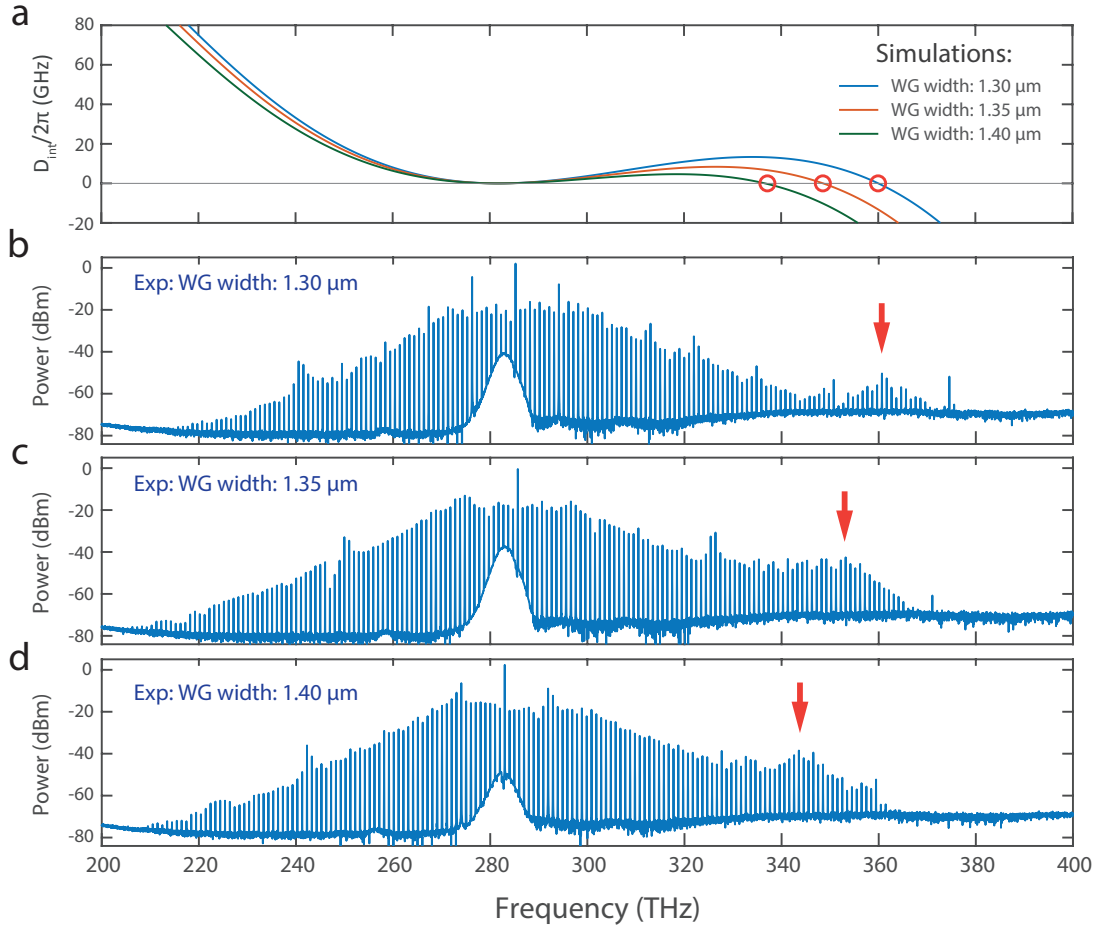 a
80
60
40
20
0
-20
D_int/2π (GHz)
Simulations:
WG width: 1.30 µm
WG width: 1.35 µm
WG width: 1.40 µm
b
0
-20
-40
-60
-80
Power (dBm)
Exp: WG width: 1.30 µm
c
0
-20
-40
-60
-80
Power (dBm)
Exp: WG width: 1.35 µm
d
0
-20
-40
-60
-80
Power (dBm)
Exp: WG width: 1.40 µm
200 220 240 260 280 300 320 340 360 380 400
Frequency (THz)